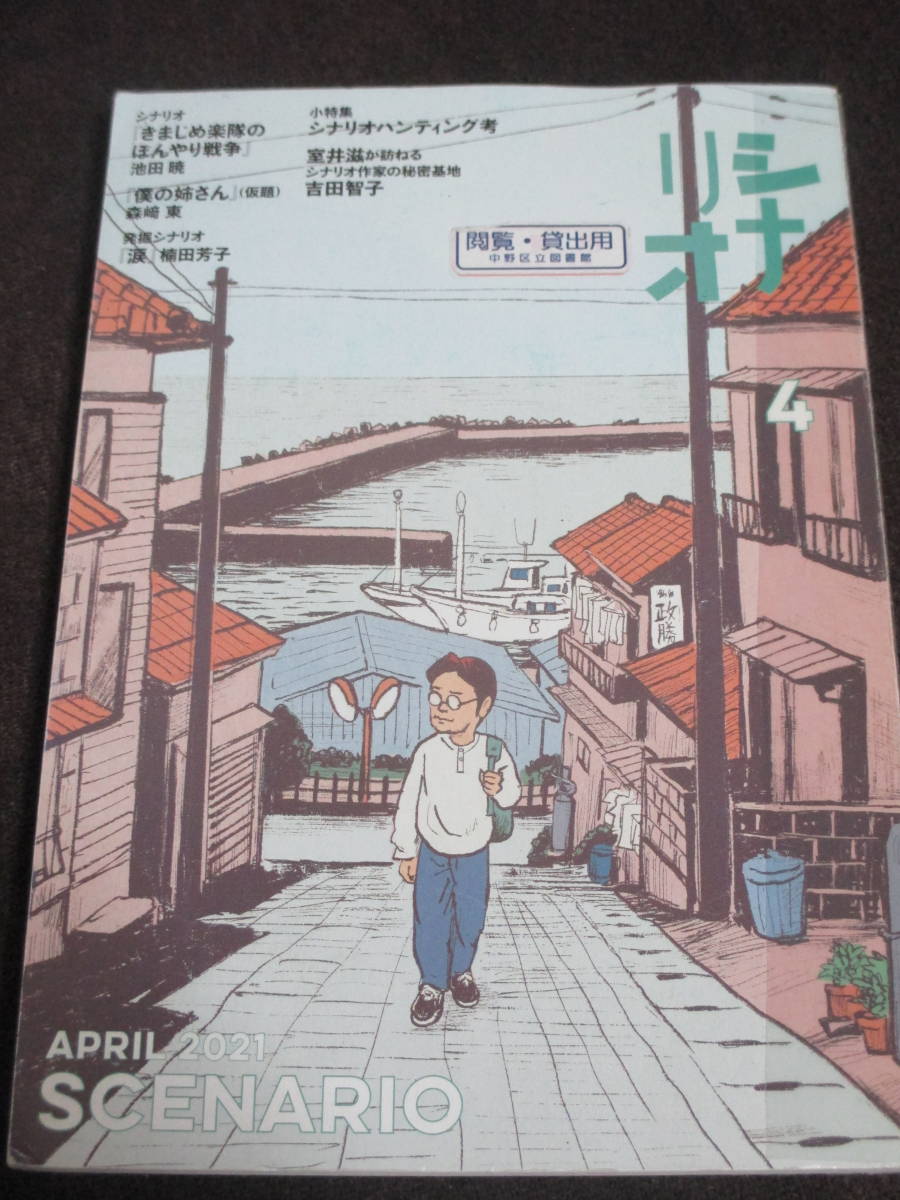 シナリオ
『きまじめ楽隊の
ぼんやり戦争』
池田 暁
『僕の姉さん』(仮題)
森﨑 東
発掘シナリオ
『涙』楠田芳子
小特集
シナリオハンティング考
室井滋が訪ねる
シナリオ作家の秘密基地
吉田智子
閲覧・貸出用
中野区立図書館
シナリオ
4
政勝
APRIL 2021
SCENARIO